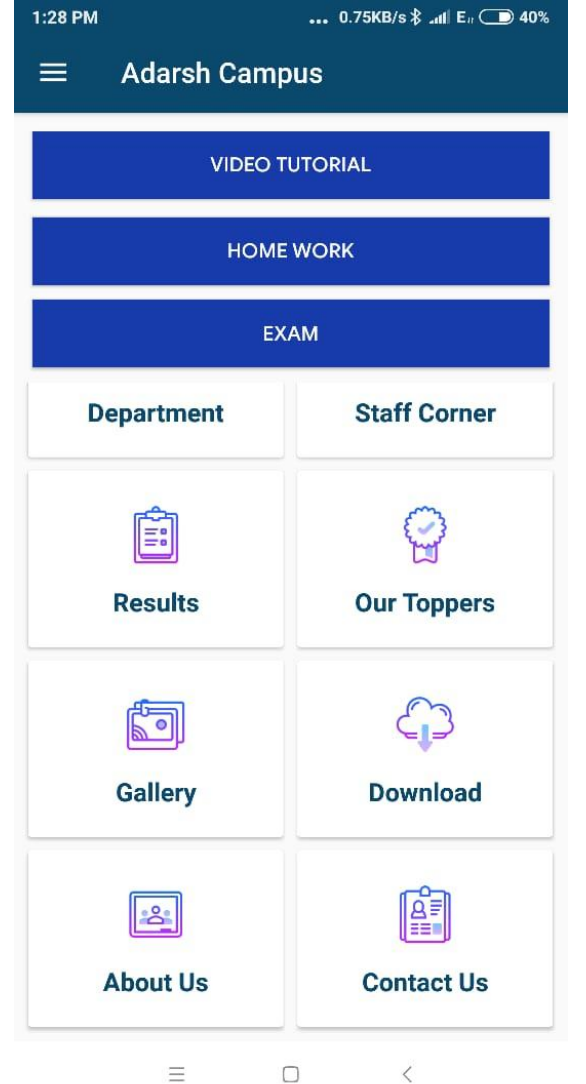 1:28 PM ... 0.75KB/s E 40%
Adarsh Campus
VIDEO TUTORIAL
HOME WORK
EXAM
Department Staff Corner
Results Our Toppers
Gallery Download
About Us Contact Us